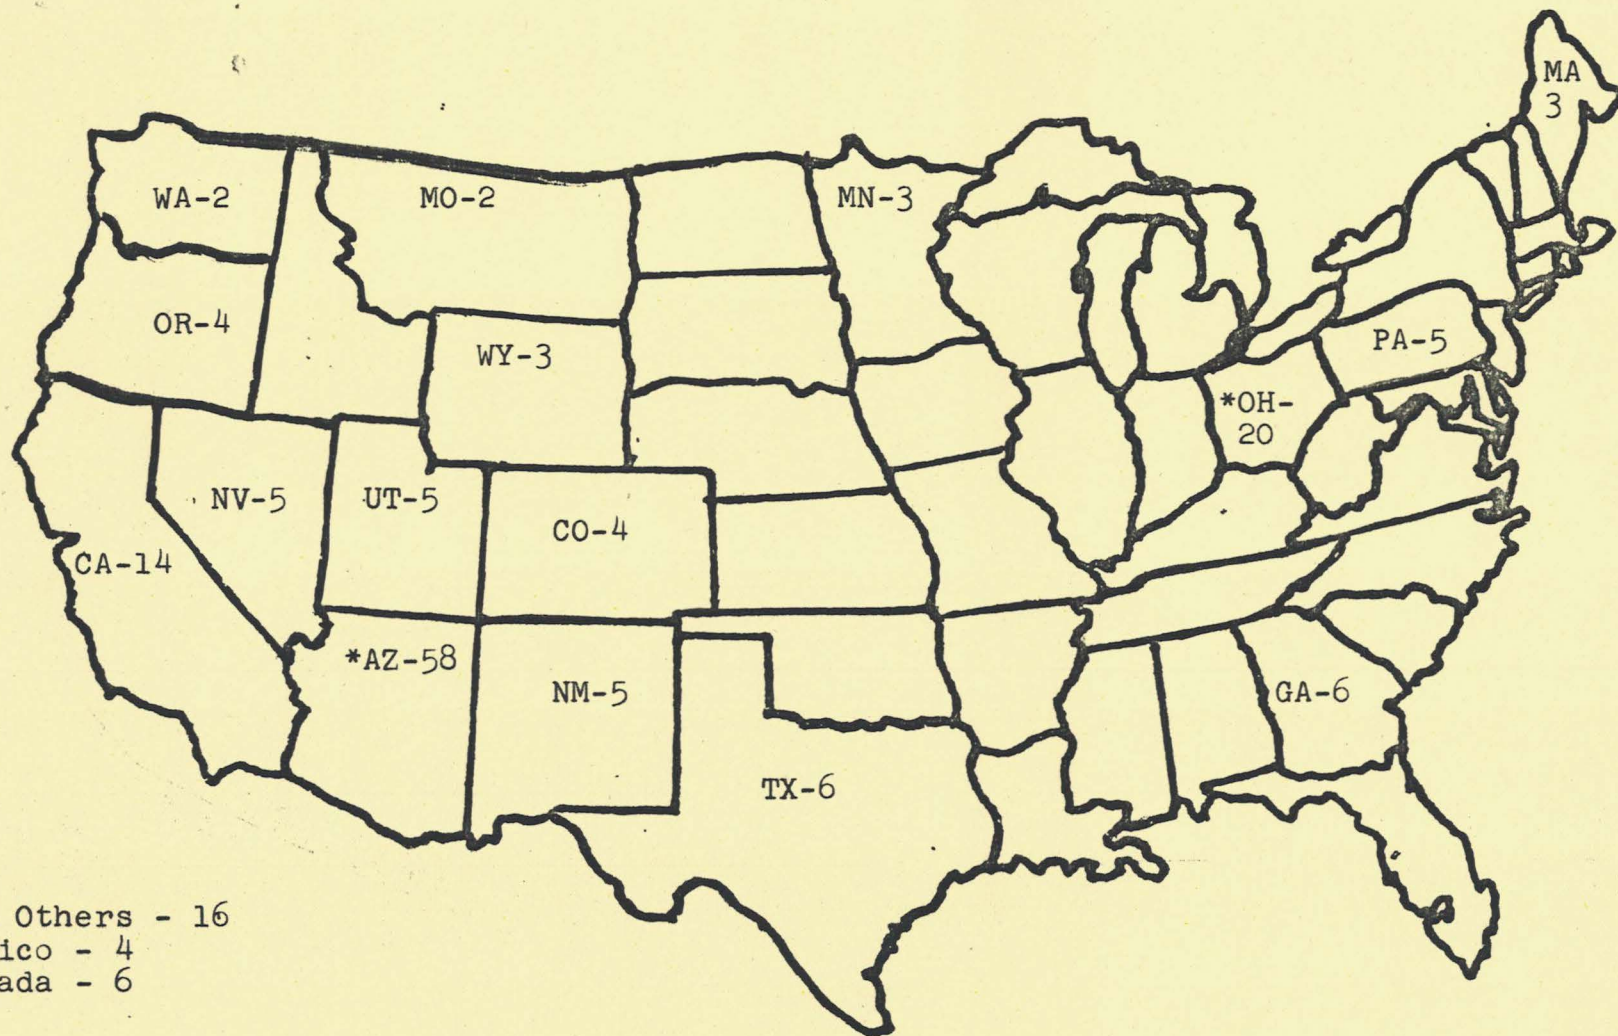 MA
3
WA-2
MO-2
MN-3
OR-4
WY-3
PA-5
*OH-
20
NV-5
UT-5
CO-4
CA-14
*AZ-58
NM-5
GA-6
TX-6
Others - 16
ico - 4
ada - 6